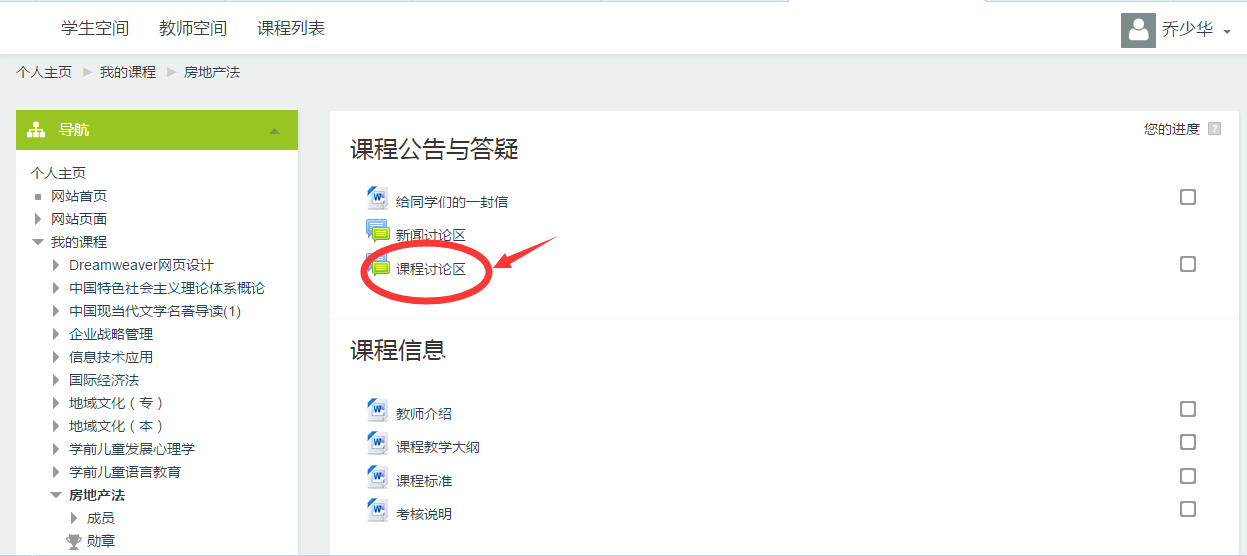 学生空间 教师空间 课程列表 乔少华
个人主页 我的课程 房地产法
导航
个人主页
网站首页
网站页面
我的课程
Dreamweaver网页设计
中国特色社会主义理论体系概论
中国现当代文学名著导读(1)
企业战略管理
信息技术应用
国际经济法
地域文化（专）
地域文化（本）
学前儿童发展心理学
学前儿童语言教育
房地产法
成员
勋章
您的进度 ?
课程公告与答疑
给同学们的一封信
新闻讨论区
课程讨论区
课程信息
教师介绍
课程教学大纲
课程标准
考核说明